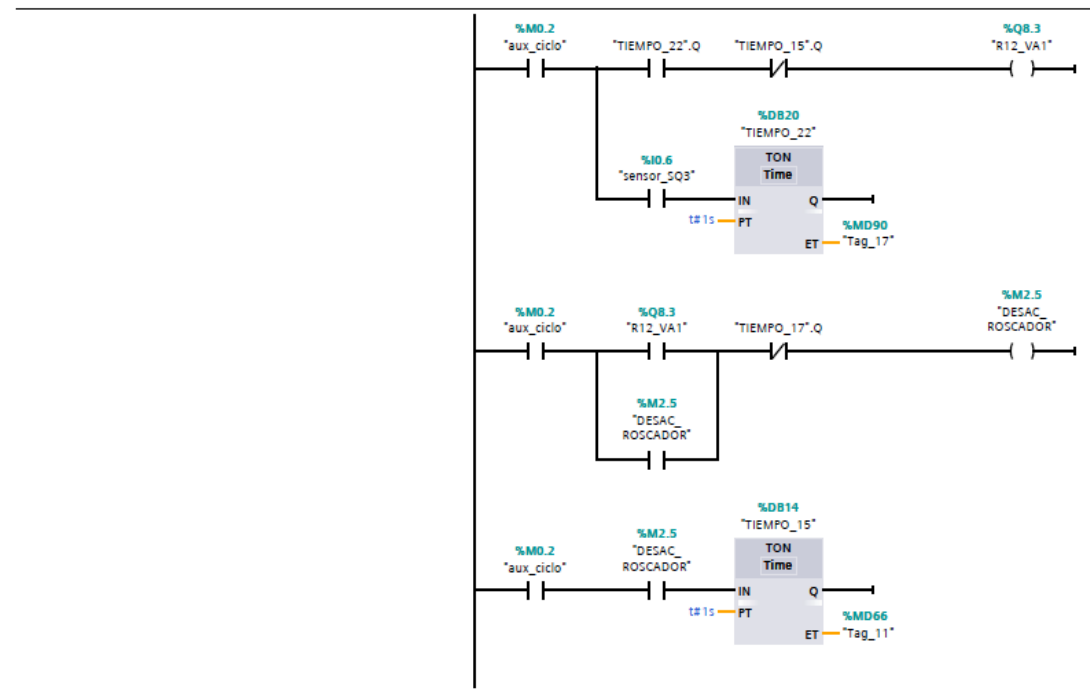 %M0.2
"aux_ciclo"
"TIEMPO_22".Q
"TIEMPO_15".Q
%Q8.3
"R12_VA1"
%DB20
"TIEMPO_22"
%I0.6
"sensor_SQ3"
TON
Time
IN
Q
t#1s
PT
ET
%MD90
"Tag_17"
%M0.2
"aux_ciclo"
%Q8.3
"R12_VA1"
"TIEMPO_17".Q
%M2.5
"DESAC_
ROSCADOR"
%M2.5
"DESAC_
ROSCADOR"
%DB14
"TIEMPO_15"
%M0.2
"aux_ciclo"
%M2.5
"DESAC_
ROSCADOR"
TON
Time
IN
Q
t#1s
PT
ET
%MD66
"Tag_11"